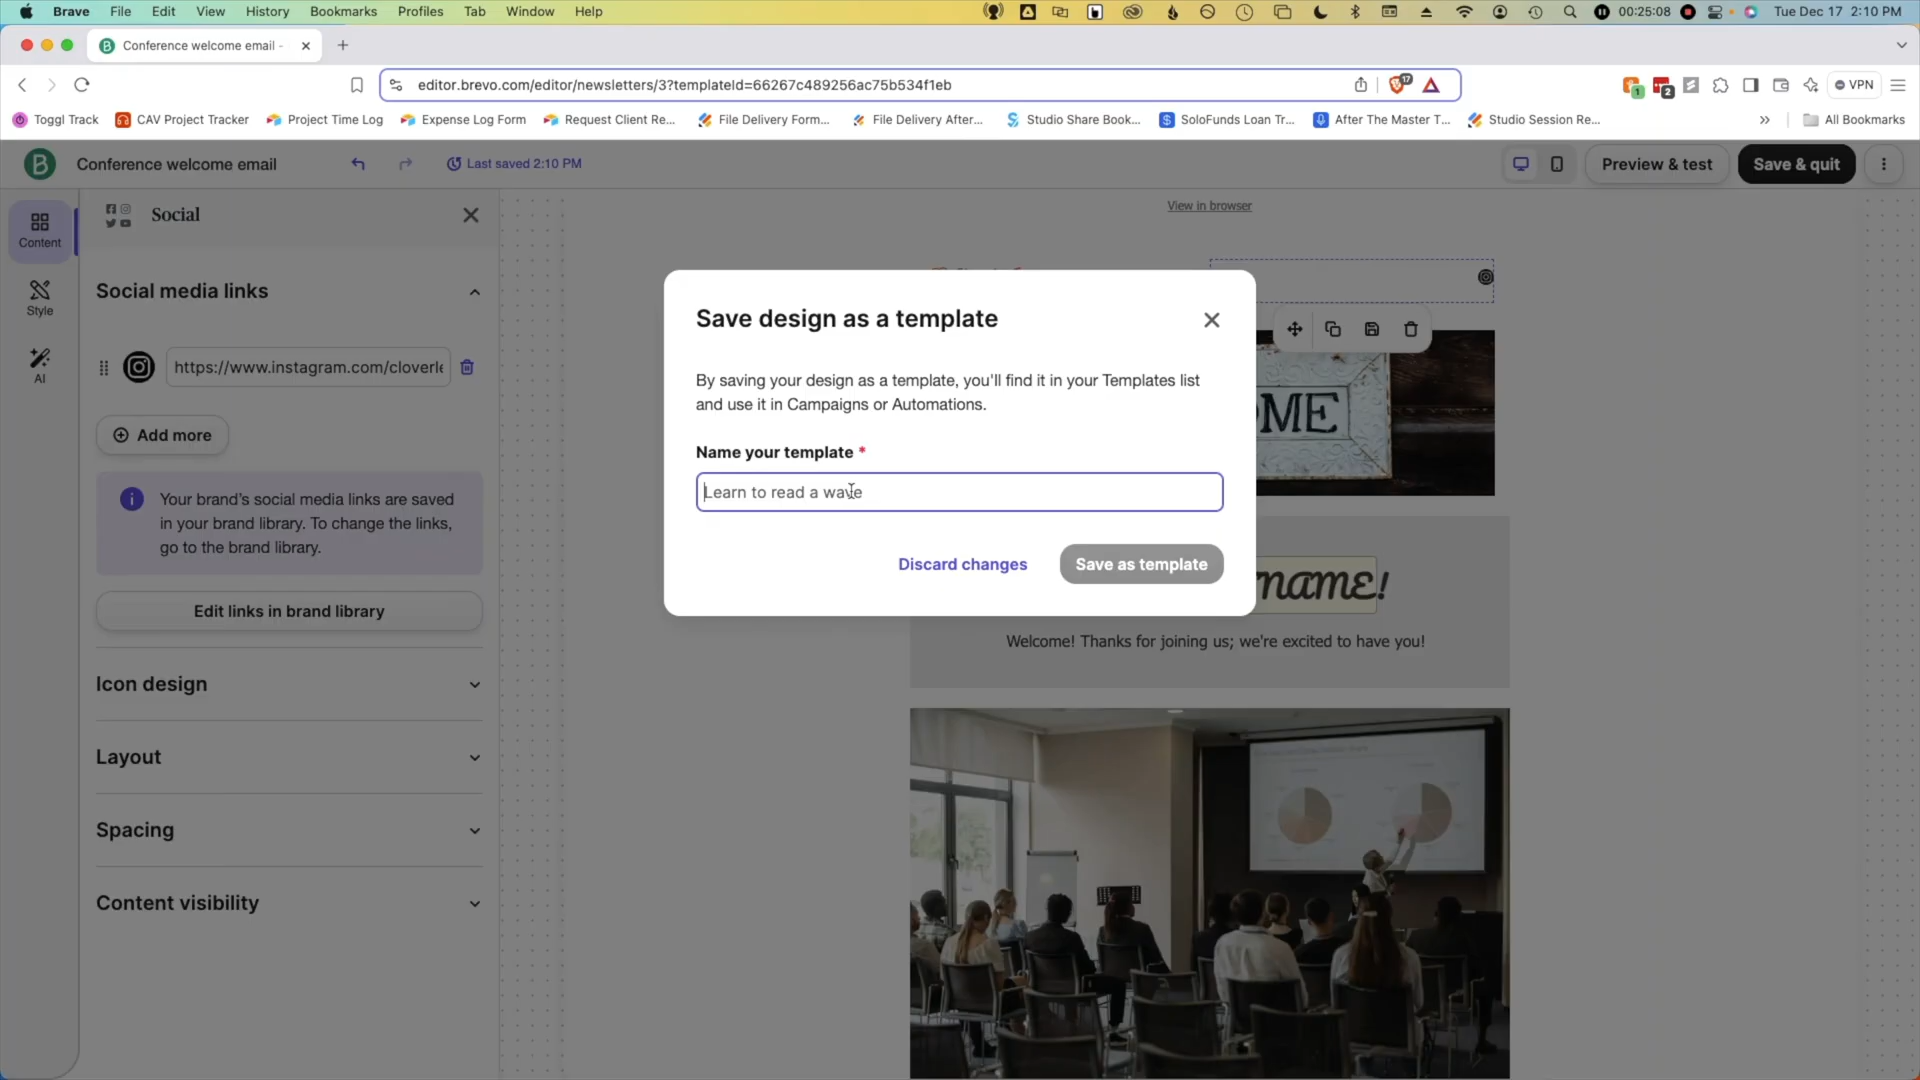 Brave File Edit View History Bookmarks Profiles Tab Window Help 00:25:08 Tue Dec 17 2:10 PM
Conference welcome email -
editor.brevo.com/editor/newsletters/3?templateId=66267c489256ac75b534f1eb 17 1 2 VPN
Toggl Track CAV Project Tracker Project Time Log Expense Log Form Request Client Re... File Delivery Form... File Delivery After... Studio Share Book... SoloFunds Loan Tr... After The Master T... Studio Session Re... » All Bookmarks
B Conference welcome email Last saved 2:10 PM Preview & test Save & quit
Content
Style
AI
Social
Social media links
https://www.instagram.com/cloverle
Add more
Your brand's social media links are saved
in your brand library. To change the links,
go to the brand library.
Edit links in brand library
Icon design
Layout
Spacing
Content visibility
View in browser
Save design as a template
By saving your design as a template, you'll find it in your Templates list
and use it in Campaigns or Automations.
Name your template *
Learn to read a wave
Discard changes Save as template
OME
name!
Welcome! Thanks for joining us; we're excited to have you!